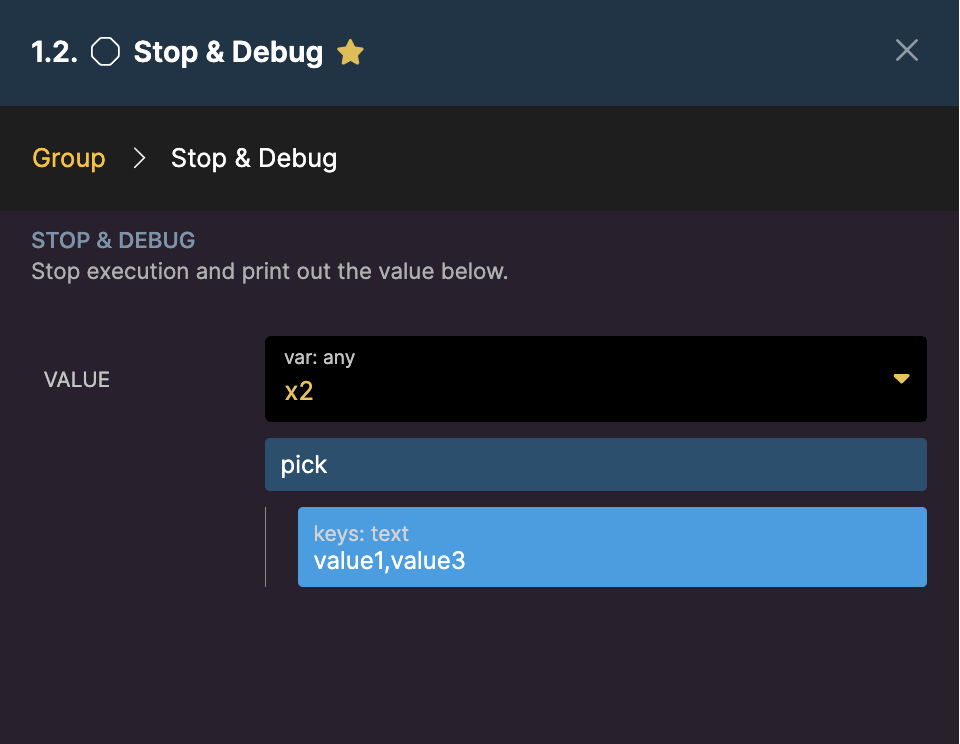 1.2. Stop & Debug
Group > Stop & Debug
STOP & DEBUG
Stop execution and print out the value below.
VALUE
var: any
x2
pick
keys: text
value1,value3